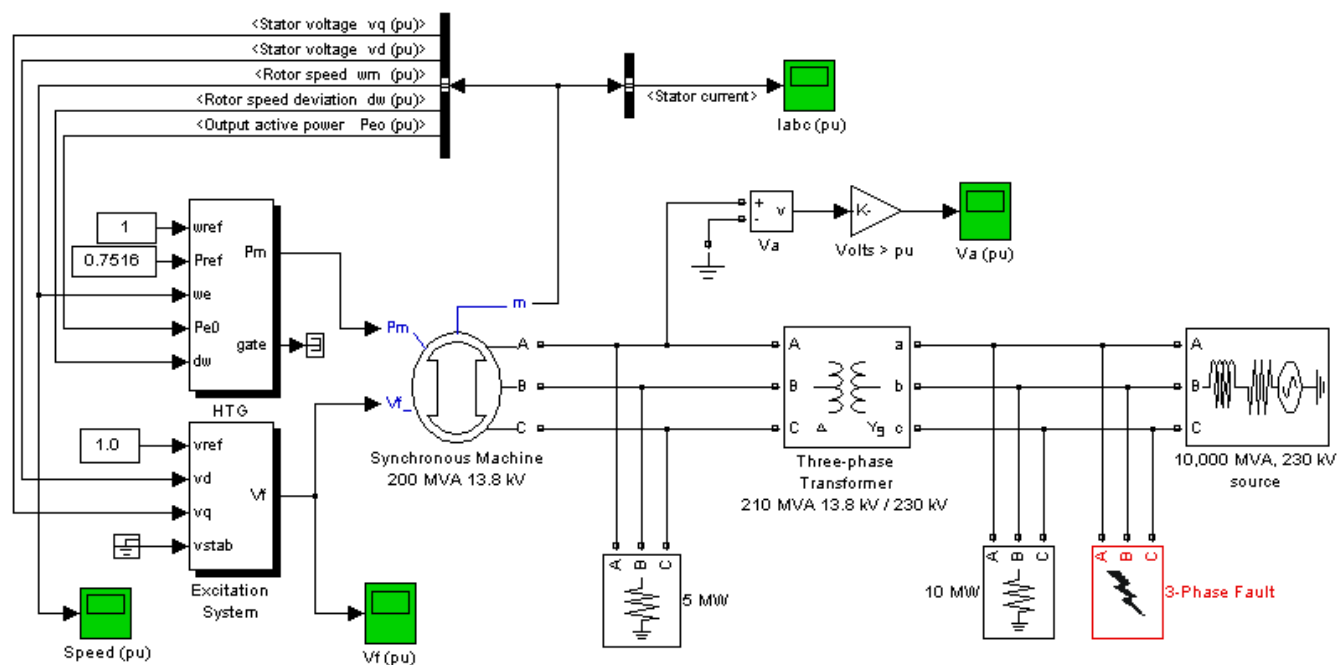 <Stator voltage vq (pu)>
<Stator voltage vd (pu)>
<Rotor speed wm (pu)>
<Rotor speed deviation dw (pu)>
<Output active power Peo (pu)>
<Stator current>
Iabc (pu)
+
-
v
Va
K-
Volts > pu
Va (pu)
1
0.7516
wref
Pref
we
Pe0
dw
Pm
gate
HTG
1.0
vref
vd
vq
vstab
Vf
Excitation
System
Speed (pu)
Vf (pu)
m
Pm
Vf_
A
B
C
Synchronous Machine
200 MVA 13.8 kV
A
B
C
a
b
c
Δ
Yg
Three-phase
Transformer
210 MVA 13.8 kV / 230 kV
A
B
C
10,000 MVA, 230 kV
source
A B C
5 MW
A B C
10 MW
A B C
3-Phase Fault